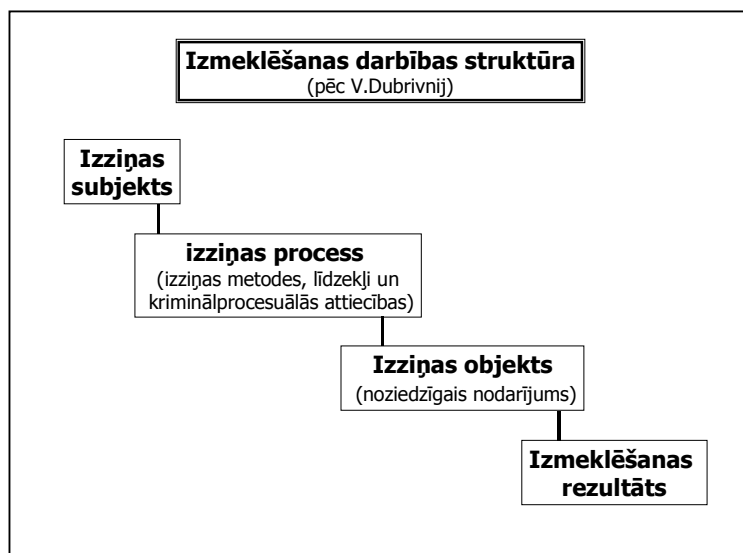 Izmeklēšanas darbības struktūra
(pēc V.Dubrivnij)
Izziņas
subjekts
izziņas process
(izziņas metodes, līdzekļi un
kriminālprocesuālās attiecības)
Izziņas objekts
(noziedzīgais nodarījums)
Izmeklēšanas
rezultāts